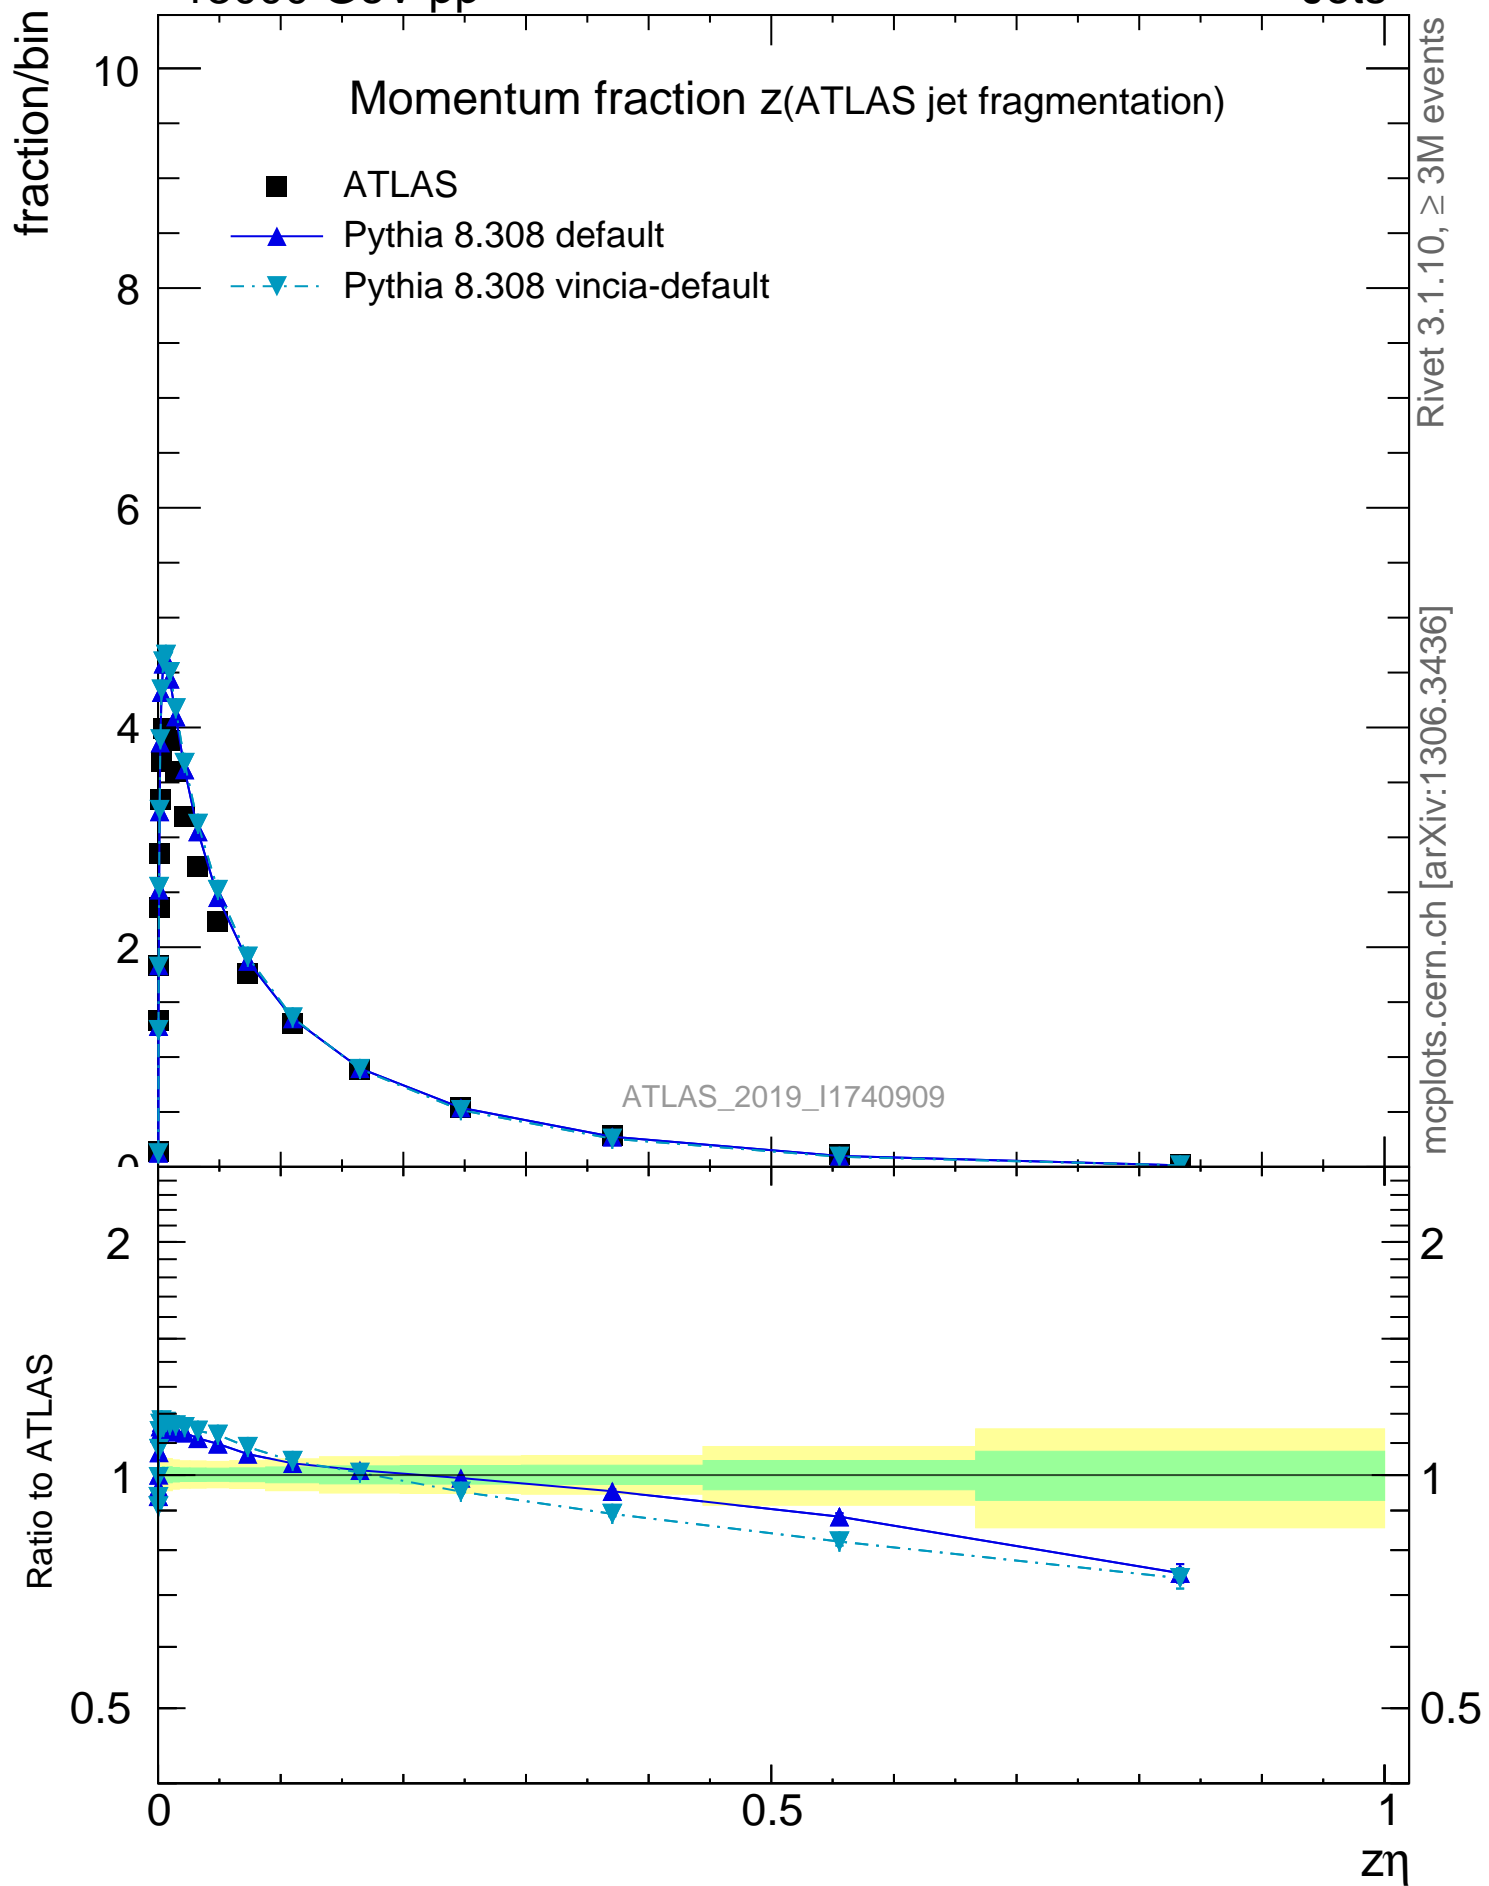 fraction/bin
Momentum fraction z(ATLAS jet fragmentation)
ATLAS
Pythia 8.308 default
Pythia 8.308 vincia-default
10
8
6
4
2
0
ATLAS_2019_I1740909
Rivet 3.1.10, ≥ 3M events
mcplots.cern.ch [arXiv:1306.3436]
Ratio to ATLAS
2
1
0.5
2
1
0.5
0
0.5
1
zη